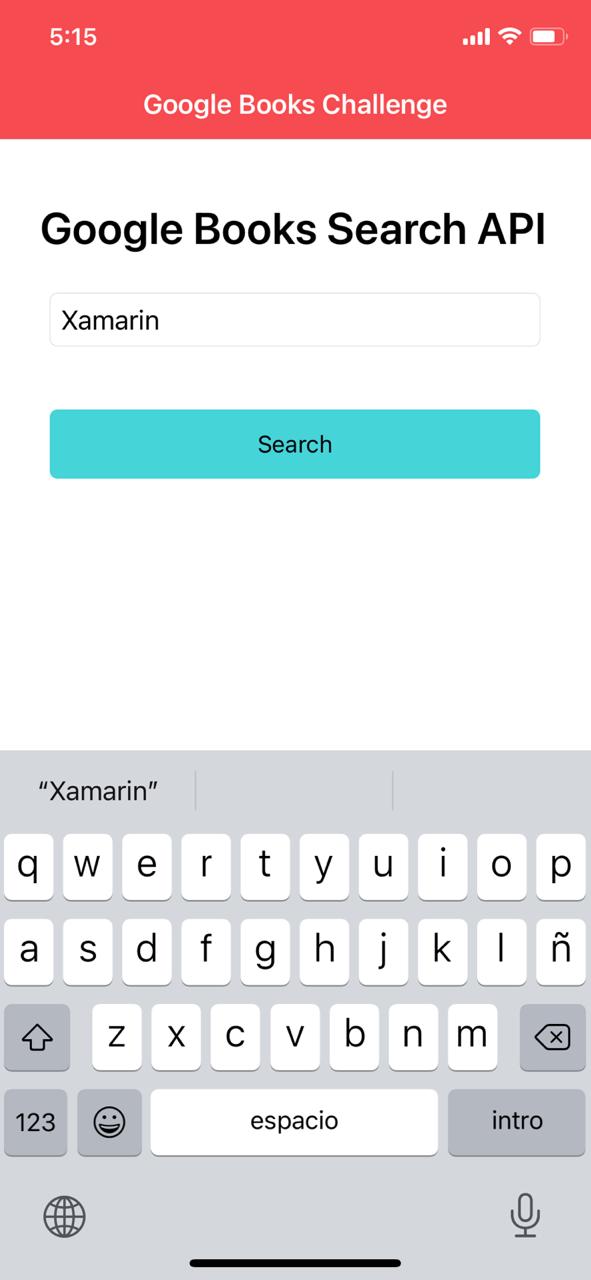 5:15
Google Books Challenge
Google Books Search API
Xamarin
Search
“Xamarin”
q w e r t y u i o p
a s d f g h j k l ñ
z x c v b n m
123 espacio intro